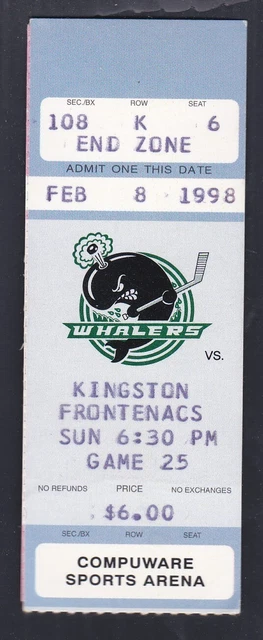 SEC./BX ROW SEAT
108 K 6
END ZONE
ADMIT ONE THIS DATE
FEB 8 1998
WHALERS
VS.
KINGSTON
FRONTENACS
SUN 6:30 PM
GAME 25
NO REFUNDS PRICE NO EXCHANGES
$6.00
SEC./BX ROW SEAT
COMPUWARE
SPORTS ARENA